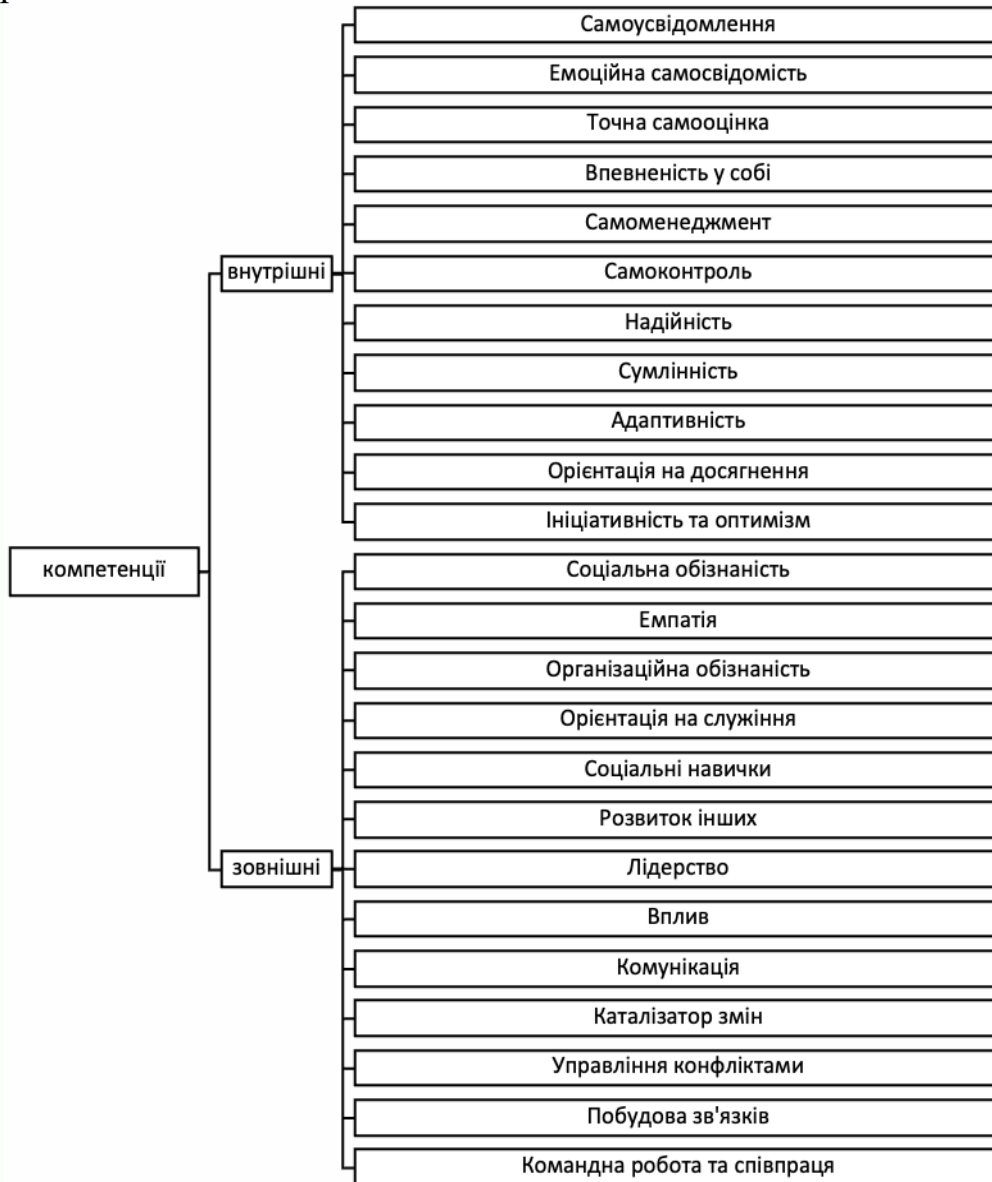 Самоусвідомлення
Емоційна самосвідомість
Точна самооцінка
Впевненість у собі
Самоменеджмент
внутрішні
Самоконтроль
Надійність
Сумлінність
Адаптивність
Орієнтація на досягнення
Ініціативність та оптимізм
компетенції
Соціальна обізнаність
Емпатія
Організаційна обізнаність
Орієнтація на служіння
Соціальні навички
Розвиток інших
зовнішні
Лідерство
Вплив
Комунікація
Каталізатор змін
Управління конфліктами
Побудова зв'язків
Командна робота та співпраця